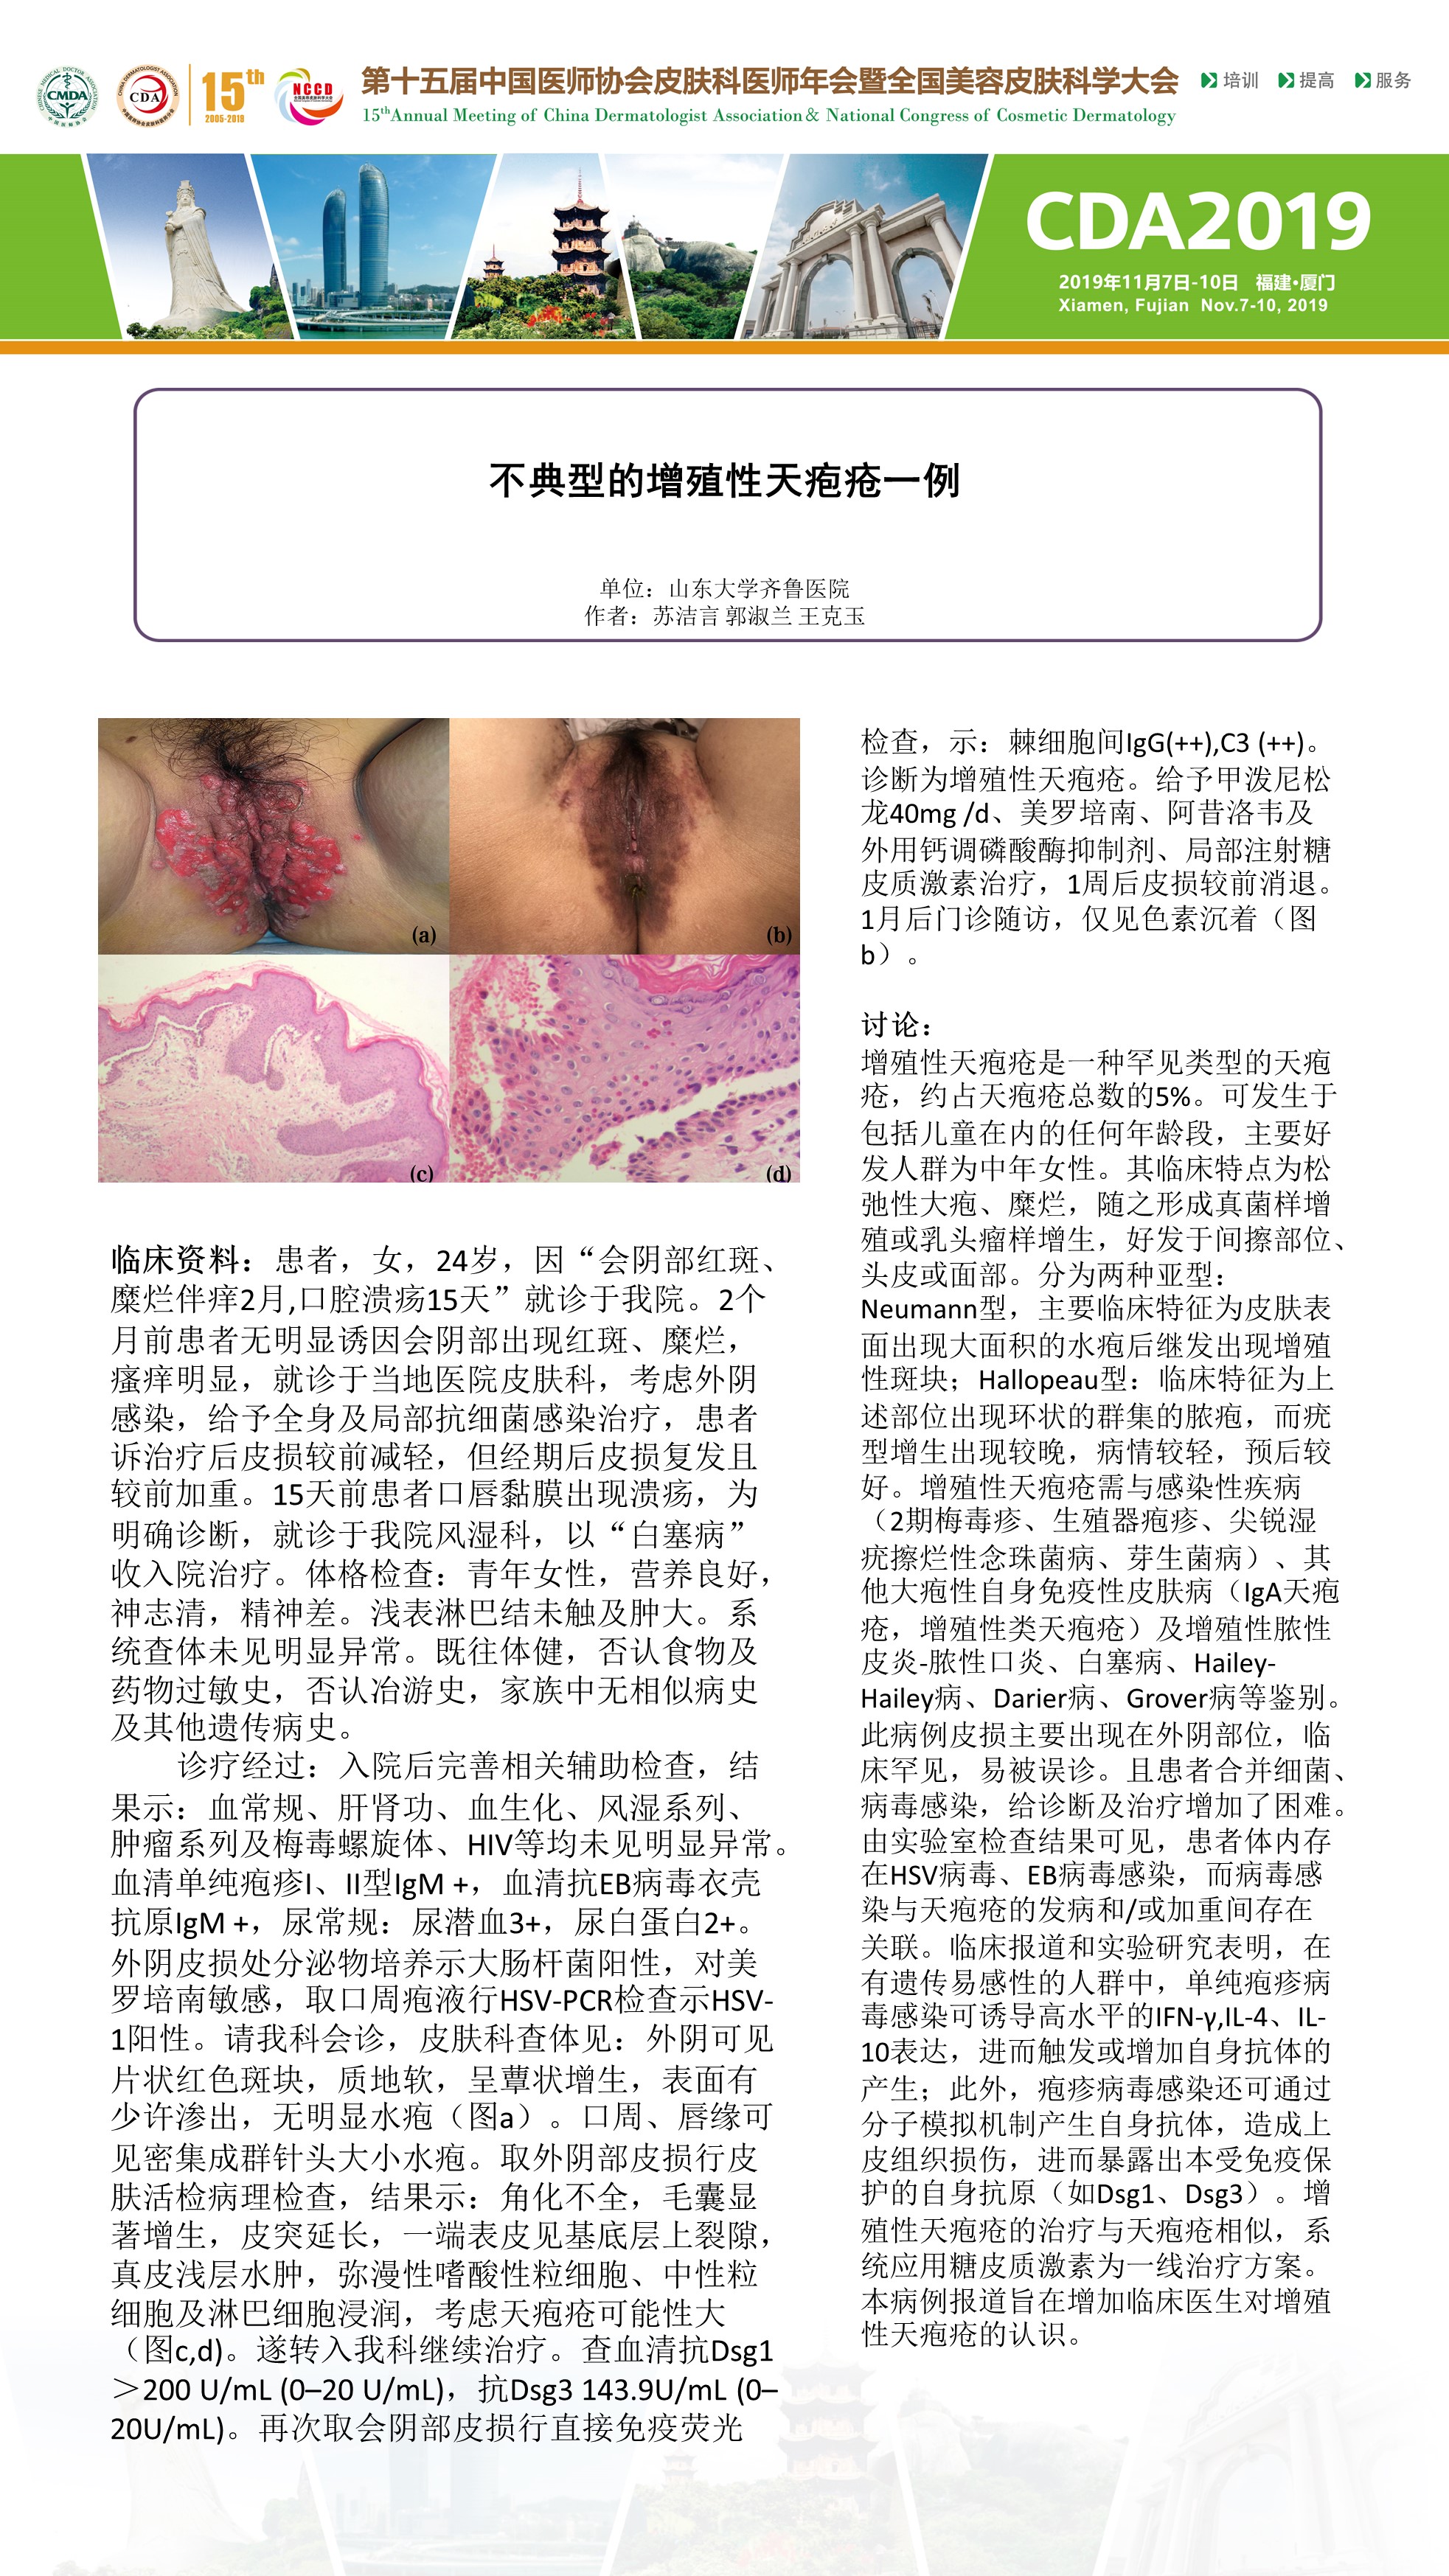 CMDA
CDA
15th
2005-2019
NCCD
第十五届中国医师协会皮肤科医师年会暨全国美容皮肤科学大会
15thAnnual Meeting of China Dermatologist Association& National Congress of Cosmetic Dermatology
培训 提高 服务
CDA2019
2019年11月7日-10日 福建•厦门
Xiamen, Fujian Nov.7-10, 2019
不典型的增殖性天疱疮一例
单位：山东大学齐鲁医院
作者：苏洁言 郭淑兰 王克玉
(a)
(b)
(c)
(d)
临床资料：患者，女，24岁，因“会阴部红斑、
糜烂伴痒2月,口腔溃疡15天”就诊于我院。2个
月前患者无明显诱因会阴部出现红斑、糜烂，
瘙痒明显，就诊于当地医院皮肤科，考虑外阴
感染，给予全身及局部抗细菌感染治疗，患者
诉治疗后皮损较前减轻，但经期后皮损复发且
较前加重。15天前患者口唇黏膜出现溃疡，为
明确诊断，就诊于我院风湿科，以“白塞病”
收入院治疗。体格检查：青年女性，营养良好，
神志清，精神差。浅表淋巴结未触及肿大。系
统查体未见明显异常。既往体健，否认食物及
药物过敏史，否认冶游史，家族中无相似病史
及其他遗传病史。
诊疗经过：入院后完善相关辅助检查，结
果示：血常规、肝肾功、血生化、风湿系列、
肿瘤系列及梅毒螺旋体、HIV等均未见明显异常。
血清单纯疱疹I、II型IgM +，血清抗EB病毒衣壳
抗原IgM +，尿常规：尿潜血3+，尿白蛋白2+。
外阴皮损处分泌物培养示大肠杆菌阳性，对美
罗培南敏感，取口周疱液行HSV-PCR检查示HSV-
1阳性。请我科会诊，皮肤科查体见：外阴可见
片状红色斑块，质地软，呈蕈状增生，表面有
少许渗出，无明显水疱（图a）。口周、唇缘可
见密集成群针头大小水疱。取外阴部皮损行皮
肤活检病理检查，结果示：角化不全，毛囊显
著增生，皮突延长，一端表皮见基底层上裂隙，
真皮浅层水肿，弥漫性嗜酸性粒细胞、中性粒
细胞及淋巴细胞浸润，考虑天疱疮可能性大
（图c,d)。遂转入我科继续治疗。查血清抗Dsg1
＞200 U/mL (0–20 U/mL)，抗Dsg3 143.9U/mL (0–
20U/mL)。再次取会阴部皮损行直接免疫荧光
检查，示：棘细胞间IgG(++),C3 (++)。
诊断为增殖性天疱疮。给予甲泼尼松
龙40mg /d、美罗培南、阿昔洛韦及
外用钙调磷酸酶抑制剂、局部注射糖
皮质激素治疗，1周后皮损较前消退。
1月后门诊随访，仅见色素沉着（图
b）。
讨论：
增殖性天疱疮是一种罕见类型的天疱
疮，约占天疱疮总数的5%。可发生于
包括儿童在内的任何年龄段，主要好
发人群为中年女性。其临床特点为松
弛性大疱、糜烂，随之形成真菌样增
殖或乳头瘤样增生，好发于间擦部位、
头皮或面部。分为两种亚型：
Neumann型，主要临床特征为皮肤表
面出现大面积的水疱后继发出现增殖
性斑块；Hallopeau型：临床特征为上
述部位出现环状的群集的脓疱，而疣
型增生出现较晚，病情较轻，预后较
好。增殖性天疱疮需与感染性疾病
（2期梅毒疹、生殖器疱疹、尖锐湿
疣擦烂性念珠菌病、芽生菌病）、其
他大疱性自身免疫性皮肤病（IgA天疱
疮，增殖性类天疱疮）及增殖性脓性
皮炎-脓性口炎、白塞病、Hailey-
Hailey病、Darier病、Grover病等鉴别。
此病例皮损主要出现在外阴部位，临
床罕见，易被误诊。且患者合并细菌、
病毒感染，给诊断及治疗增加了困难。
由实验室检查结果可见，患者体内存
在HSV病毒、EB病毒感染，而病毒感
染与天疱疮的发病和/或加重间存在
关联。临床报道和实验研究表明，在
有遗传易感性的人群中，单纯疱疹病
毒感染可诱导高水平的IFN-γ,IL-4、IL-
10表达，进而触发或增加自身抗体的
产生；此外，疱疹病毒感染还可通过
分子模拟机制产生自身抗体，造成上
皮组织损伤，进而暴露出本受免疫保
护的自身抗原（如Dsg1、Dsg3）。增
殖性天疱疮的治疗与天疱疮相似，系
统应用糖皮质激素为一线治疗方案。
本病例报道旨在增加临床医生对增殖
性天疱疮的认识。